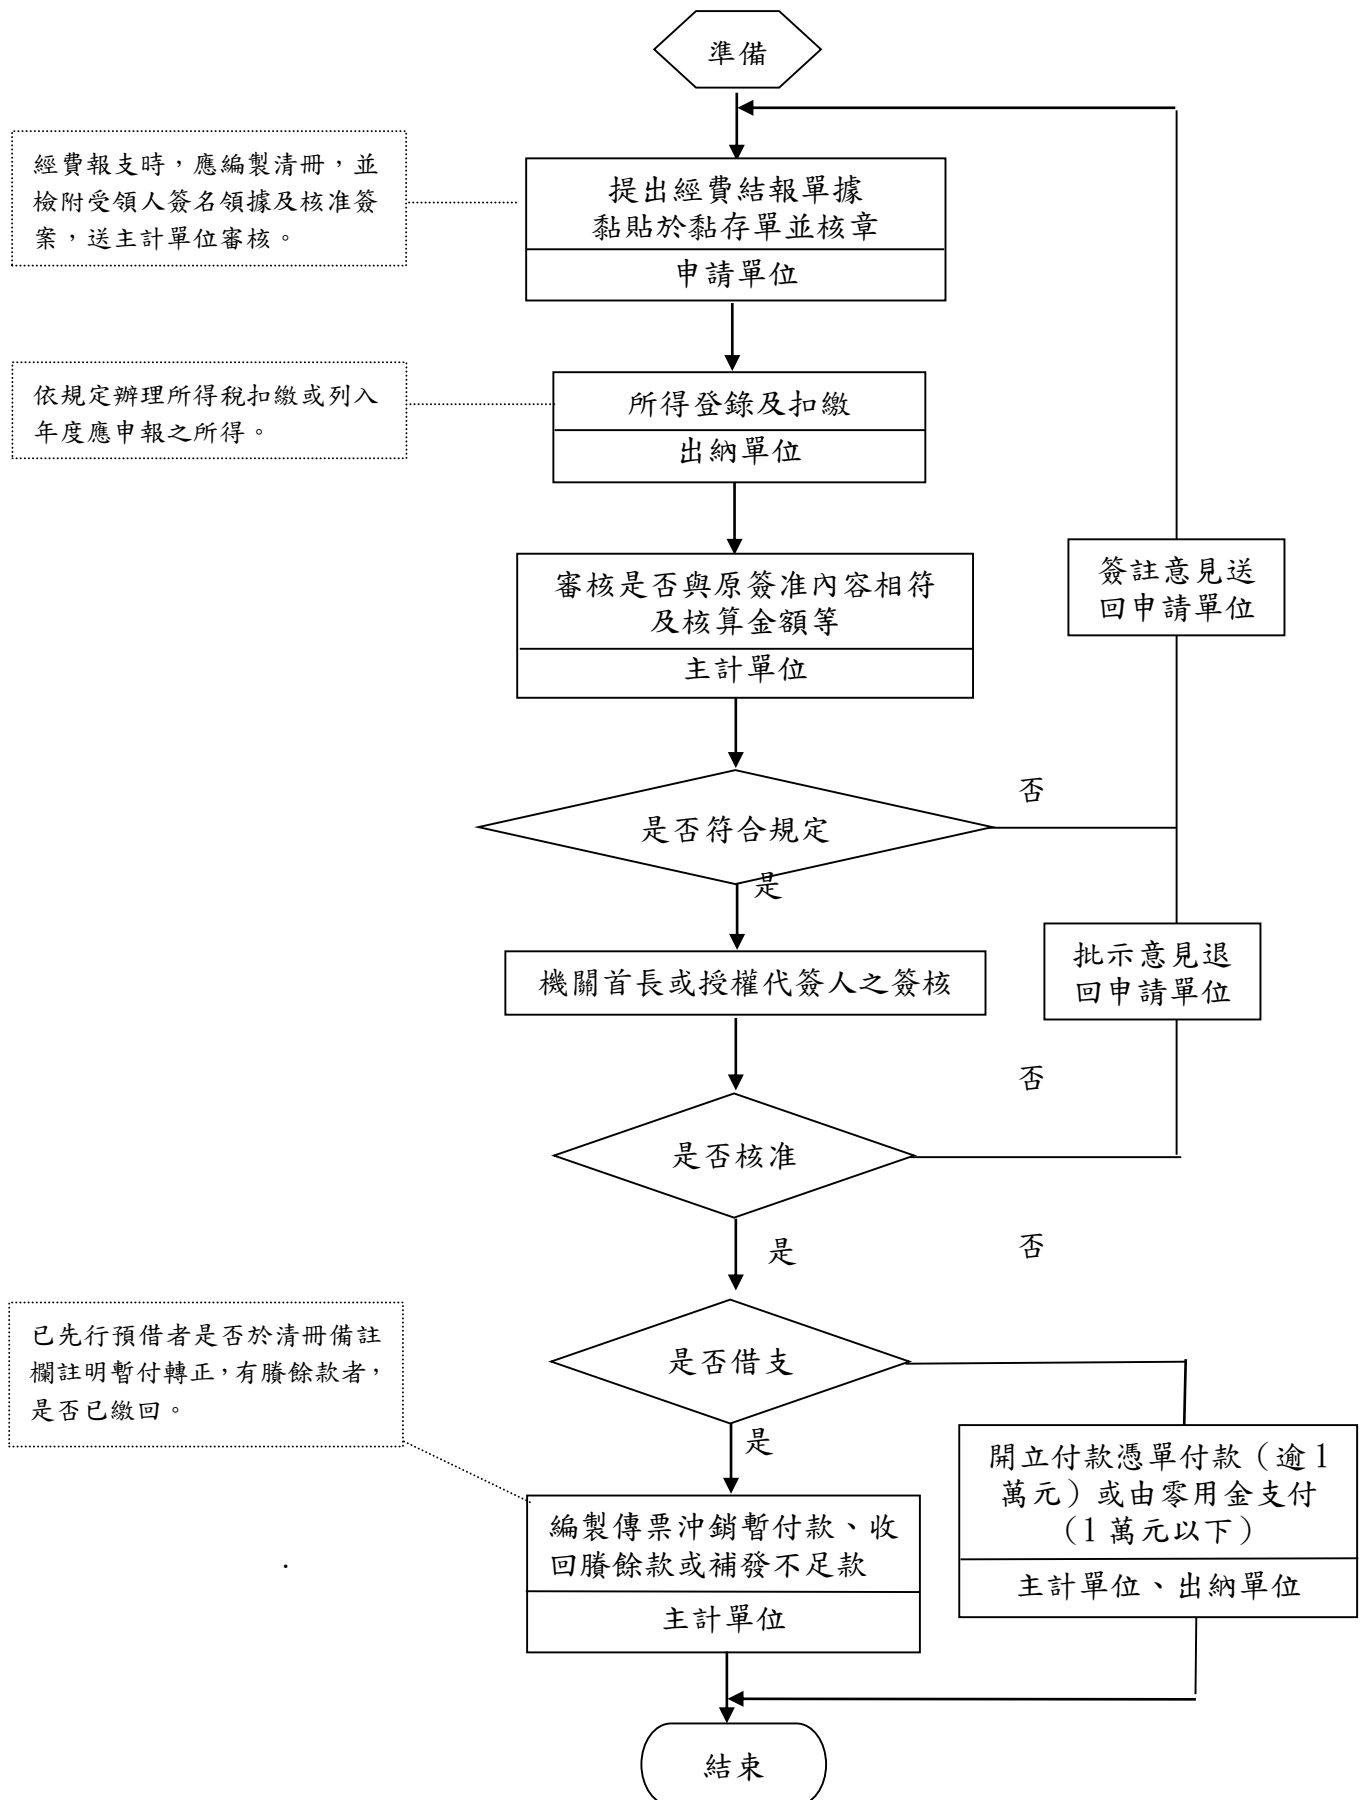 準備
經費報支時，應編製清冊，並
檢附受領人簽名領據及核准簽
案，送主計單位審核。
提出經費結報單據
黏貼於黏存單並核章
申請單位
依規定辦理所得稅扣繳或列入
年度應申報之所得。
所得登錄及扣繳
出納單位
審核是否與原簽准內容相符
及核算金額等
主計單位
簽註意見送
回申請單位
否
是否符合規定
是
機關首長或授權代簽人之簽核
批示意見退
回申請單位
否
是否核准
是
否
已先行預借者是否於清冊備註
欄註明暫付轉正，有賸餘款者，
是否已繳回。
是否借支
是
開立付款憑單付款（逾1
萬元）或由零用金支付
（1 萬元以下）
主計單位、出納單位
編製傳票沖銷暫付款、收
回賸餘款或補發不足款
主計單位
.
結束